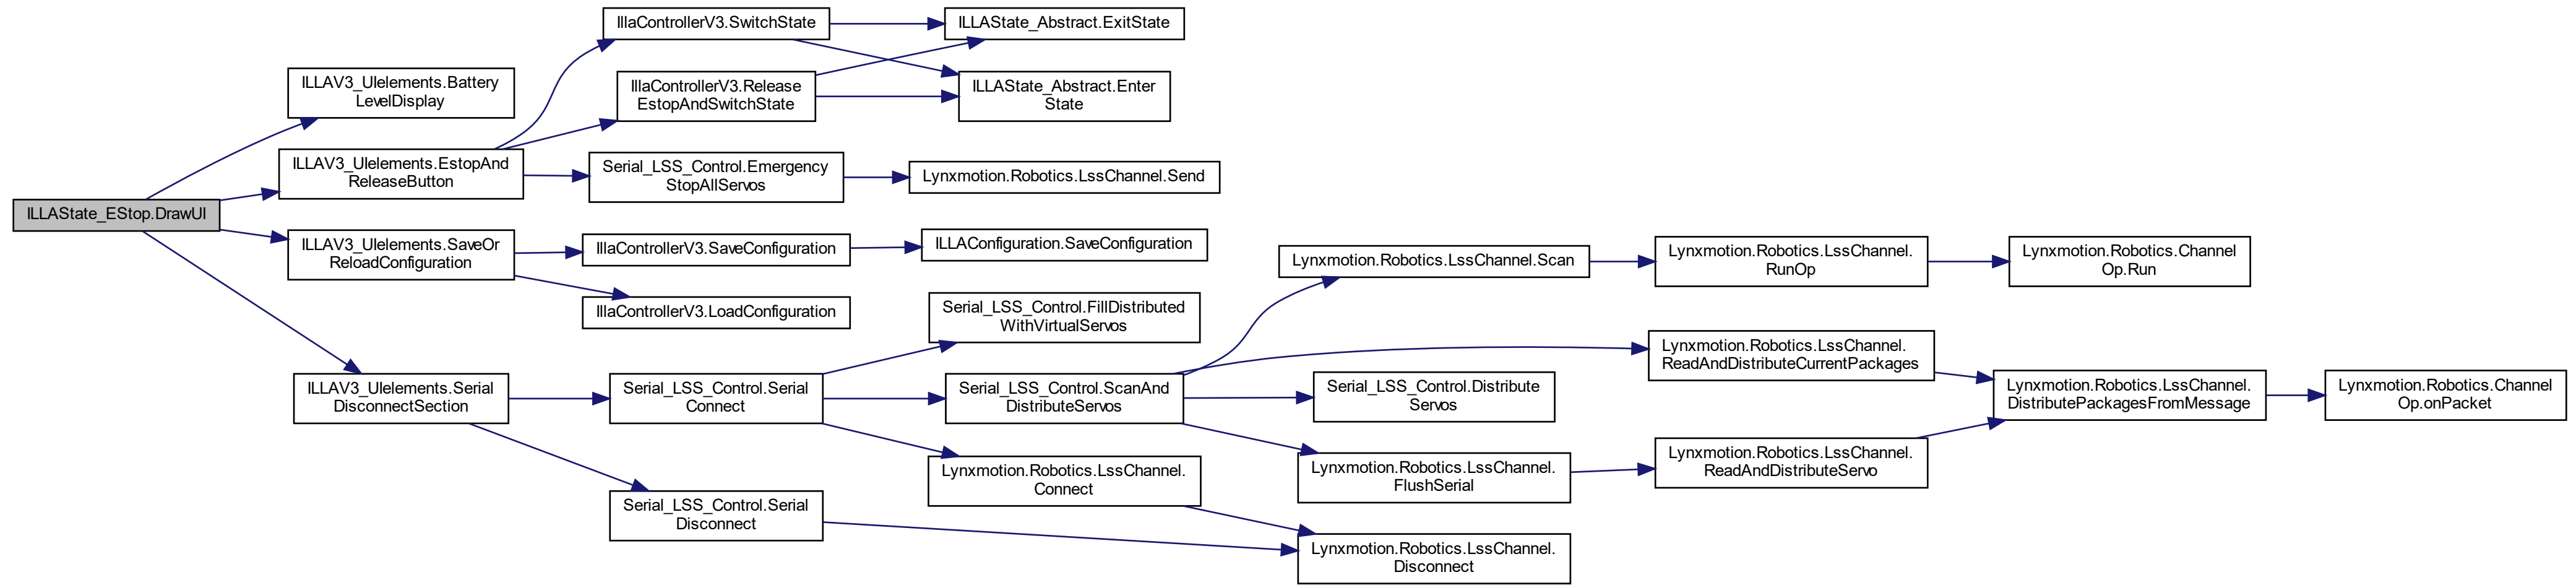 ILLAState_EStop.DrawUI
ILLAV3_UIelements.Battery
LevelDisplay
ILLAV3_UIelements.EstopAnd
ReleaseButton
ILLAV3_UIelements.SaveOr
ReloadConfiguration
ILLAV3_UIelements.Serial
DisconnectSection
IllaControllerV3.SwitchState
IllaControllerV3.Release
EstopAndSwitchState
Serial_LSS_Control.Emergency
StopAllServos
IllaControllerV3.SaveConfiguration
IllaControllerV3.LoadConfiguration
Serial_LSS_Control.Serial
Connect
Serial_LSS_Control.Serial
Disconnect
ILLAState_Abstract.ExitState
ILLAState_Abstract.Enter
State
Lynxmotion.Robotics.LssChannel.Send
ILLAConfiguration.SaveConfiguration
Serial_LSS_Control.FillDistributed
WithVirtualServos
Serial_LSS_Control.ScanAnd
DistributeServos
Lynxmotion.Robotics.LssChannel.
Connect
Lynxmotion.Robotics.LssChannel.Scan
Serial_LSS_Control.Distribute
Servos
Lynxmotion.Robotics.LssChannel.
FlushSerial
Lynxmotion.Robotics.LssChannel.
Disconnect
Lynxmotion.Robotics.LssChannel.
RunOp
Lynxmotion.Robotics.LssChannel.
ReadAndDistributeCurrentPackages
Lynxmotion.Robotics.LssChannel.
ReadAndDistributeServo
Lynxmotion.Robotics.Channel
Op.Run
Lynxmotion.Robotics.LssChannel.
DistributePackagesFromMessage
Lynxmotion.Robotics.Channel
Op.onPacket